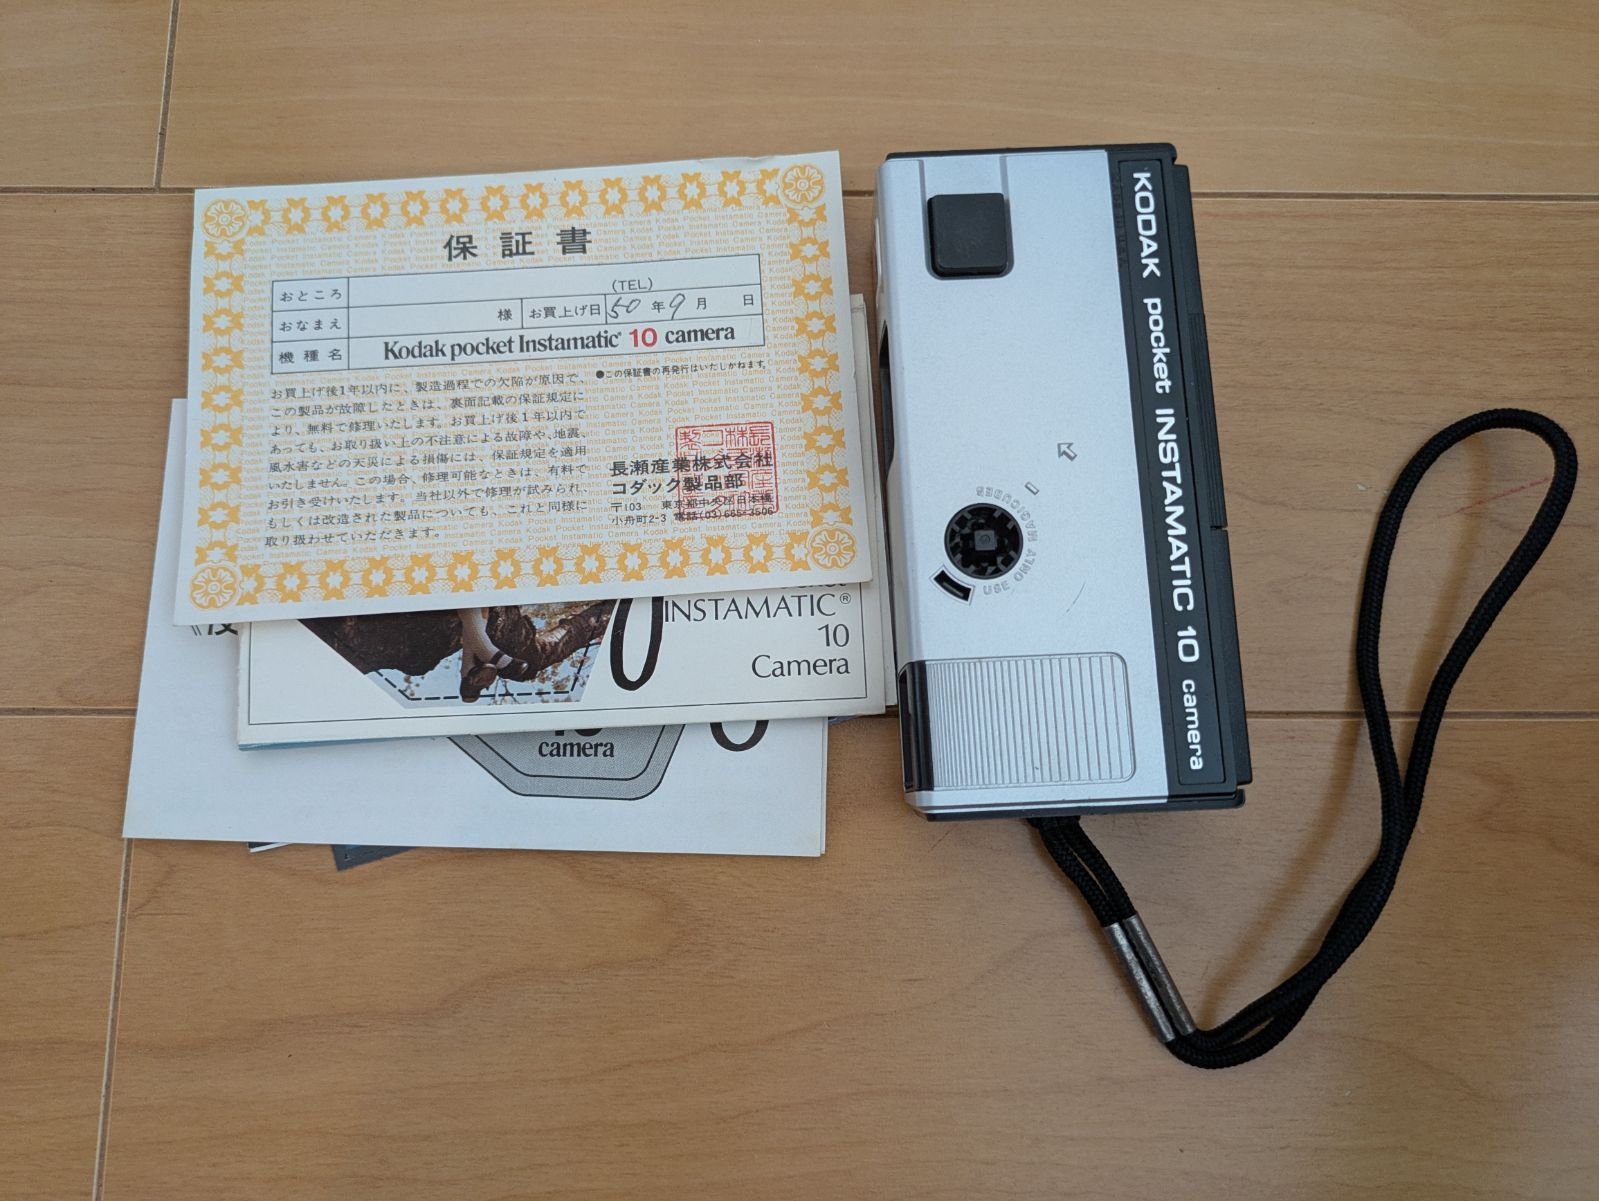 保証書
おところ (TEL)
おなまえ 様 お買上げ日 50年9月 日
機種名 Kodak pocket Instamatic® 10 camera
●この保証書の再発行はいたしかねます。
お買上げ後1年以内に、製造過程での欠陥が原因で、
この製品が故障したときは、裏面記載の保証規定に
より、無料で修理いたします。お買上げ後1年以内で
あっても、お取り扱い上の不注意による故障や、地震、
風水害などの天災による損傷には、保証規定を適用
いたしません。この場合、修理可能なときは、有料で
お引き受けいたします。当社以外で修理が試みられ、
もしくは改造された製品についても、これと同様に
取り扱わせていただきます。
長瀬産業株式会社
コダック製品部
〒103 東京都中央区日本橋
小舟町2-3 電話(03)665-3506
INSTAMATIC®
10
Camera
camera
KODAK pocket INSTAMATIC 10 camera
USE ONLY MAGICUBES